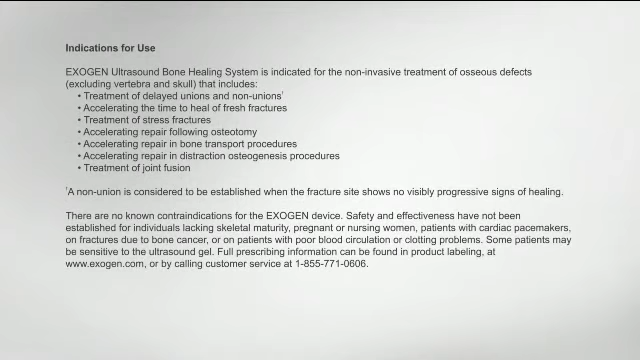 Indications for Use
EXOGEN Ultrasound Bone Healing System is indicated for the non-invasive treatment of osseous defects
(excluding vertebra and skull) that includes:
• Treatment of delayed unions and non-unions†
• Accelerating the time to heal of fresh fractures
• Treatment of stress fractures
• Accelerating repair following osteotomy
• Accelerating repair in bone transport procedures
• Accelerating repair in distraction osteogenesis procedures
• Treatment of joint fusion
†A non-union is considered to be established when the fracture site shows no visibly progressive signs of healing.
There are no known contraindications for the EXOGEN device. Safety and effectiveness have not been
established for individuals lacking skeletal maturity, pregnant or nursing women, patients with cardiac pacemakers,
on fractures due to bone cancer, or on patients with poor blood circulation or clotting problems. Some patients may
be sensitive to the ultrasound gel. Full prescribing information can be found in product labeling, at
www.exogen.com, or by calling customer service at 1-855-771-0606.